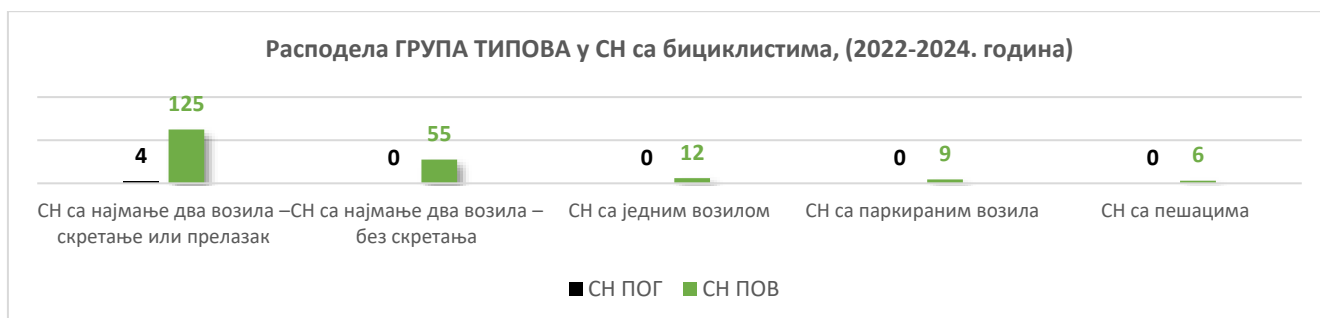 Расподела ГРУПА ТИПОВА у СН са бициклистима, (2022-2024. година)
125
4
0
55
0
12
0
9
0
6
СН са најмање два возила –
скретање или прелазак
СН са најмање два возила –
без скретања
СН са једним возилом
СН са паркираним возила
СН са пешацима
СН ПОГ
СН ПОВ